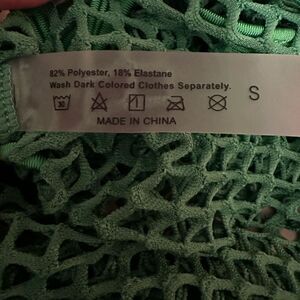 82% Polyester, 18% Elastane
Wash Dark Colored Clothes Separately.
S
MADE IN CHINA